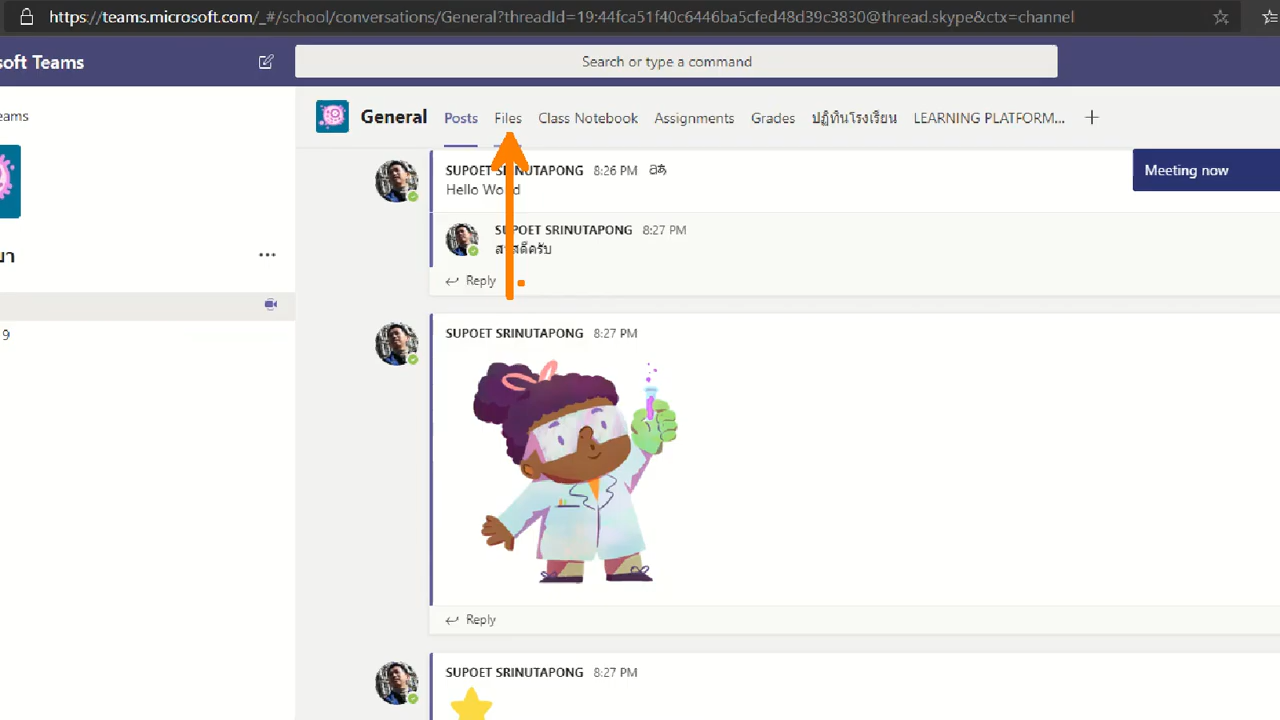 https://teams.microsoft.com/_#/school/conversations/General?threadId=19:44fca51f40c6446ba5cfed48d39c3830@thread.skype&ctx=channel
soft Teams
Search or type a command
eams
General Posts Files Class Notebook Assignments Grades ปฏิทินโรงเรียน LEARNING PLATFORM... +
Meeting now
SUPOET SRINUTAPONG 8:26 PM
Hello World
SUPOET SRINUTAPONG 8:27 PM
สวัสดีครับ
Reply
9
SUPOET SRINUTAPONG 8:27 PM
Reply
SUPOET SRINUTAPONG 8:27 PM